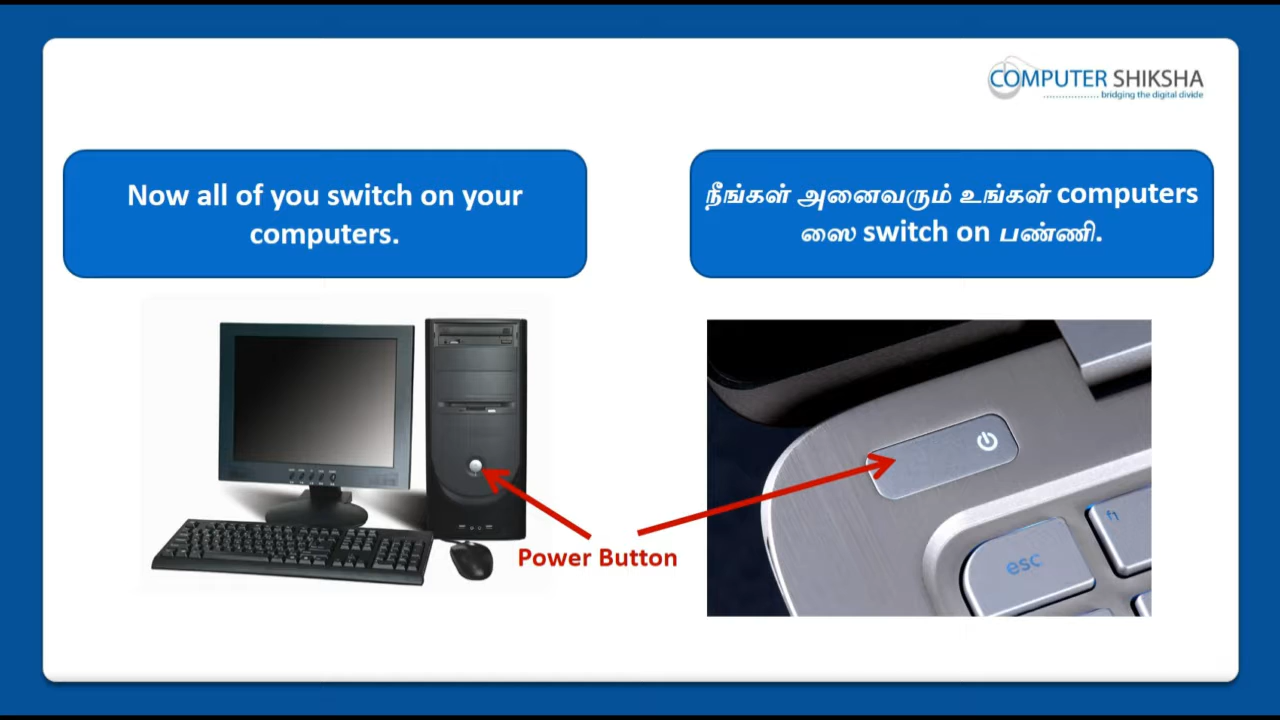 COMPUTER SHIKSHA
bridging the digital divide
Now all of you switch on your
computers.
நீங்கள் அனைவரும் உங்கள் computers
ஸை switch on பண்ணி.
Power Button
esc
f1